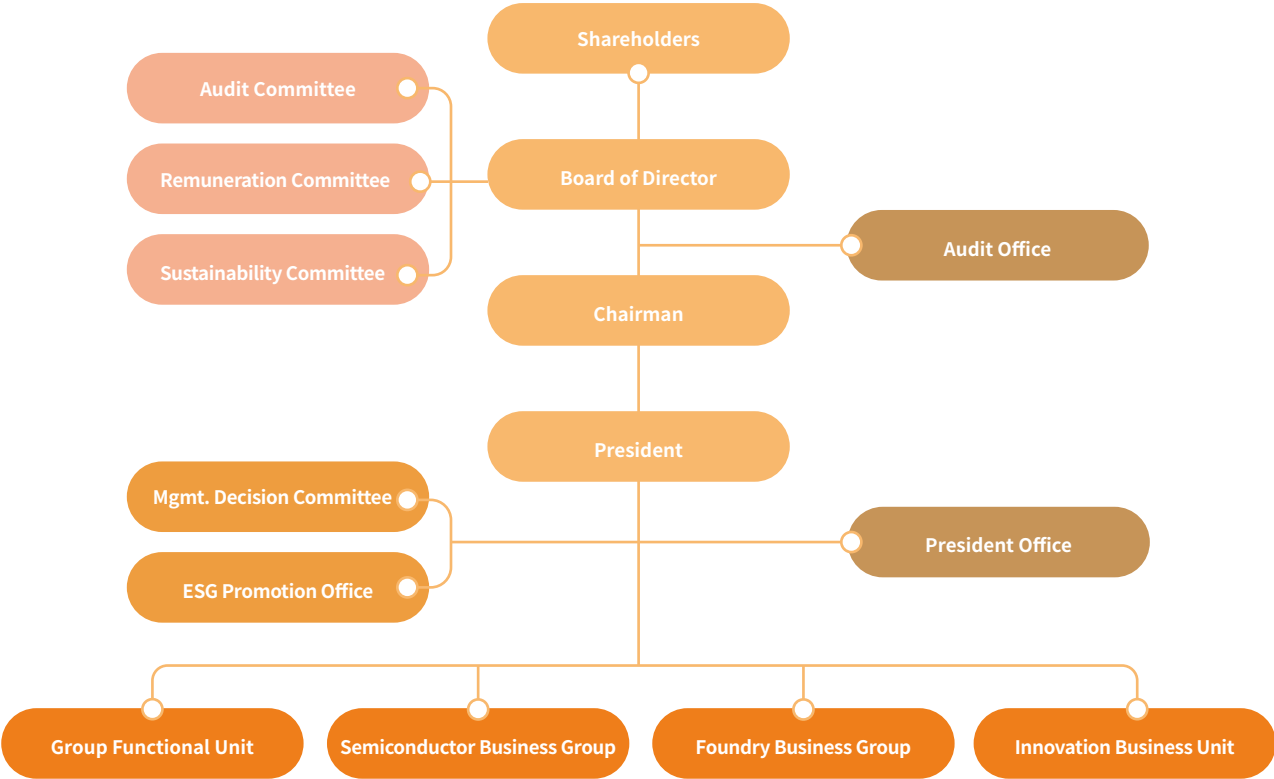 Shareholders
Audit Committee
Remuneration Committee
Board of Director
Audit Office
Sustainability Committee
Chairman
President
Mgmt. Decision Committee
President Office
ESG Promotion Office
Group Functional Unit
Semiconductor Business Group
Foundry Business Group
Innovation Business Unit